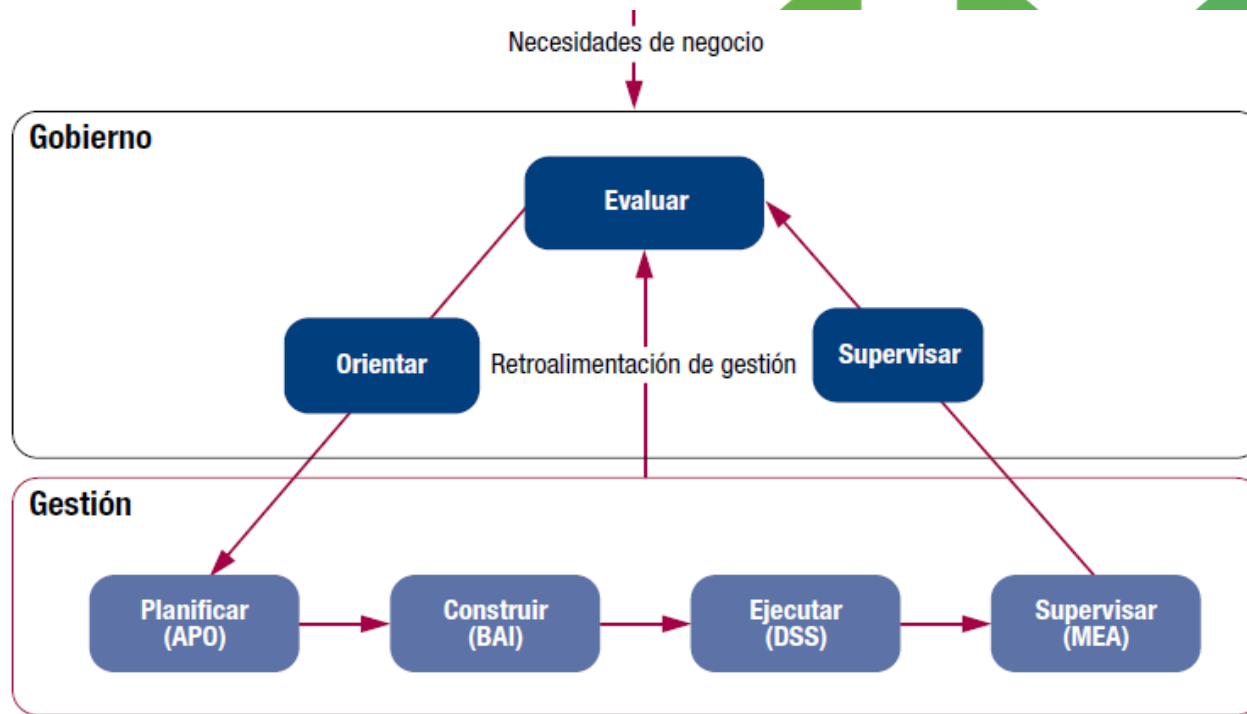 Necesidades de negocio
Gobierno
Evaluar
Orientar
Retroalimentación de gestión
Supervisar
Gestión
Planificar
(APO)
Construir
(BAI)
Ejecutar
(DSS)
Supervisar
(MEA)